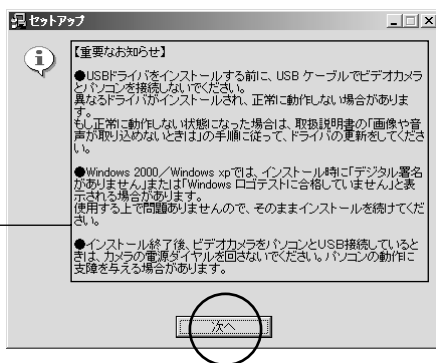 セットアップ
【重要なお知らせ】
●USBドライバをインストールする前に、USB ケーブルでビデオカメラ
とパソコンを接続しないでください。
異なるドライバがインストールされ、正常に動作しない場合がありま
す。
もし正常に動作しない状態になった場合は、取扱説明書の「画像や音
声が取り込めないときは」の手順に従って、ドライバの更新をしてくださ
い。
●Windows 2000／Windows xpでは、インストール時に「デジタル署名
がありません」または「Windows ロゴテストに合格していません」と表
示される場合があります。
使用する上で問題ありませんので、そのままインストールを続けてくだ
さい。
●インストール終了後、ビデオカメラをパソコンとUSB接続していると
きは、カメラの電源ダイヤルを回さないでください。パソコンの動作に
支障を与える場合があります。
次へ